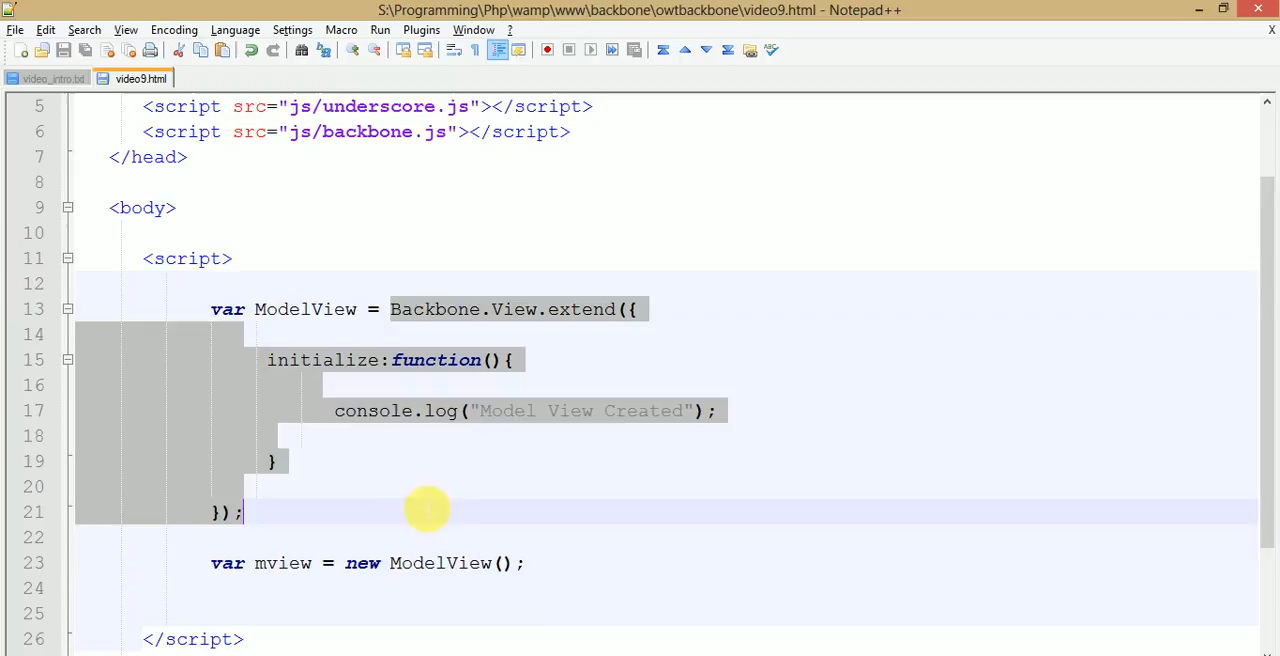 S:\Programming\Php\wamp\www\backbone\owtbackbone\video9.html - Notepad++
File Edit Search View Encoding Language Settings Macro Run Plugins Window ? X
video_intro.txt video9.html
5 <script src="js/underscore.js"></script>
6 <script src="js/backbone.js"></script>
7 </head>
8
9 <body>
10
11 <script>
12
13 var ModelView = Backbone.View.extend({
14
15 initialize:function(){
16
17 console.log("Model View Created");
18
19 }
20
21 });
22
23 var mview = new ModelView();
24
25
26 </script>